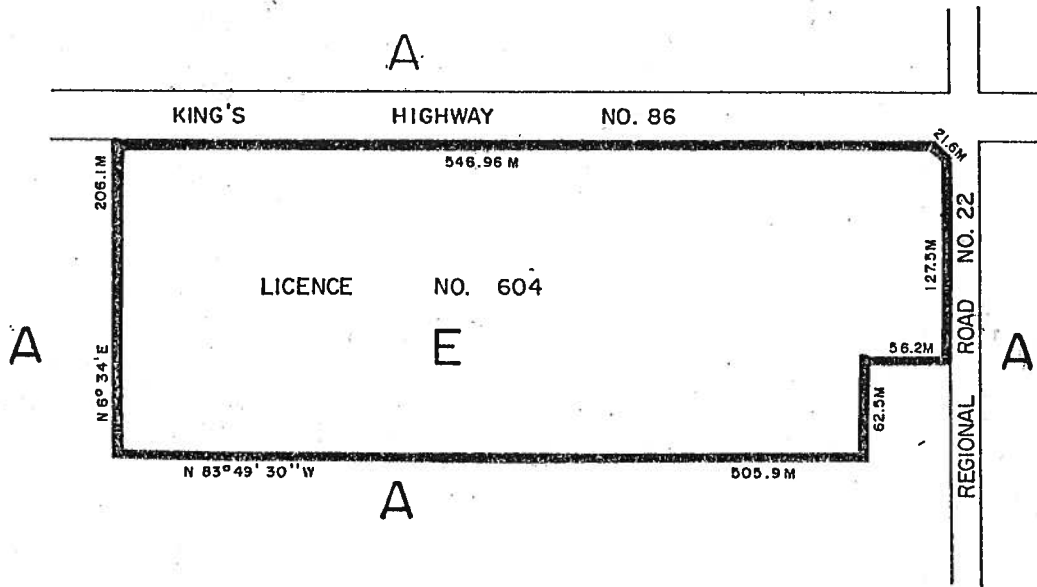 A
KING'S HIGHWAY NO. 86
546.96 M
21.6M
206.1M
N 6° 34' E
LICENCE NO. 604
E
127.5M
56.2M
62.5M
REGIONAL ROAD NO. 22
A
A
N 83° 49' 30" W
505.9 M
A